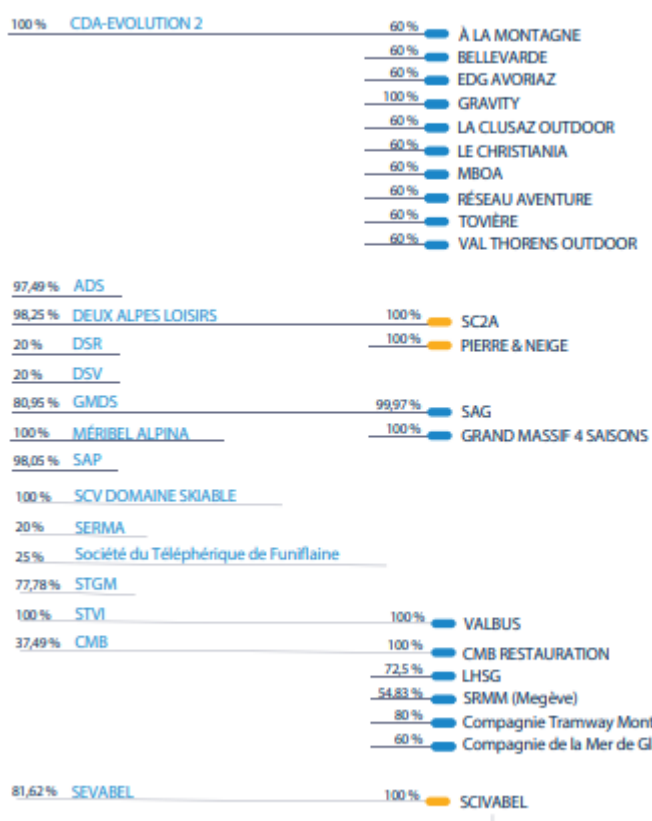 100 % CDA-EVOLUTION 2 60 % À LA MONTAGNE
60 % BELLEVARDE
60 % EDG AVORIAZ
100 % GRAVITY
60 % LA CLUSAZ OUTDOOR
60 % LE CHRISTIANIA
60 % MBOA
60 % RÉSEAU AVENTURE
60 % TOVIÈRE
60 % VAL THORENS OUTDOOR
97,49 % ADS
98,25 % DEUX ALPES LOISIRS 100 % SC2A
20 % DSR 100 % PIERRE & NEIGE
20 % DSV
80,95 % GMDS 99,97 % SAG
100 % MÉRIBEL ALPINA 100 % GRAND MASSIF 4 SAISONS
98,05 % SAP
100 % SCV DOMAINE SKIABLE
20 % SERMA
25 % Société du Téléphérique de Funiflaine
77,78 % STGM
100 % STVI 100 % VALBUS
37,49 % CMB 100 % CMB RESTAURATION
72,5 % LHSG
54,83 % SRMM (Megève)
80 % Compagnie Tramway Mont
60 % Compagnie de la Mer de Gl
81,62 % SEVABEL 100 % SCIVABEL